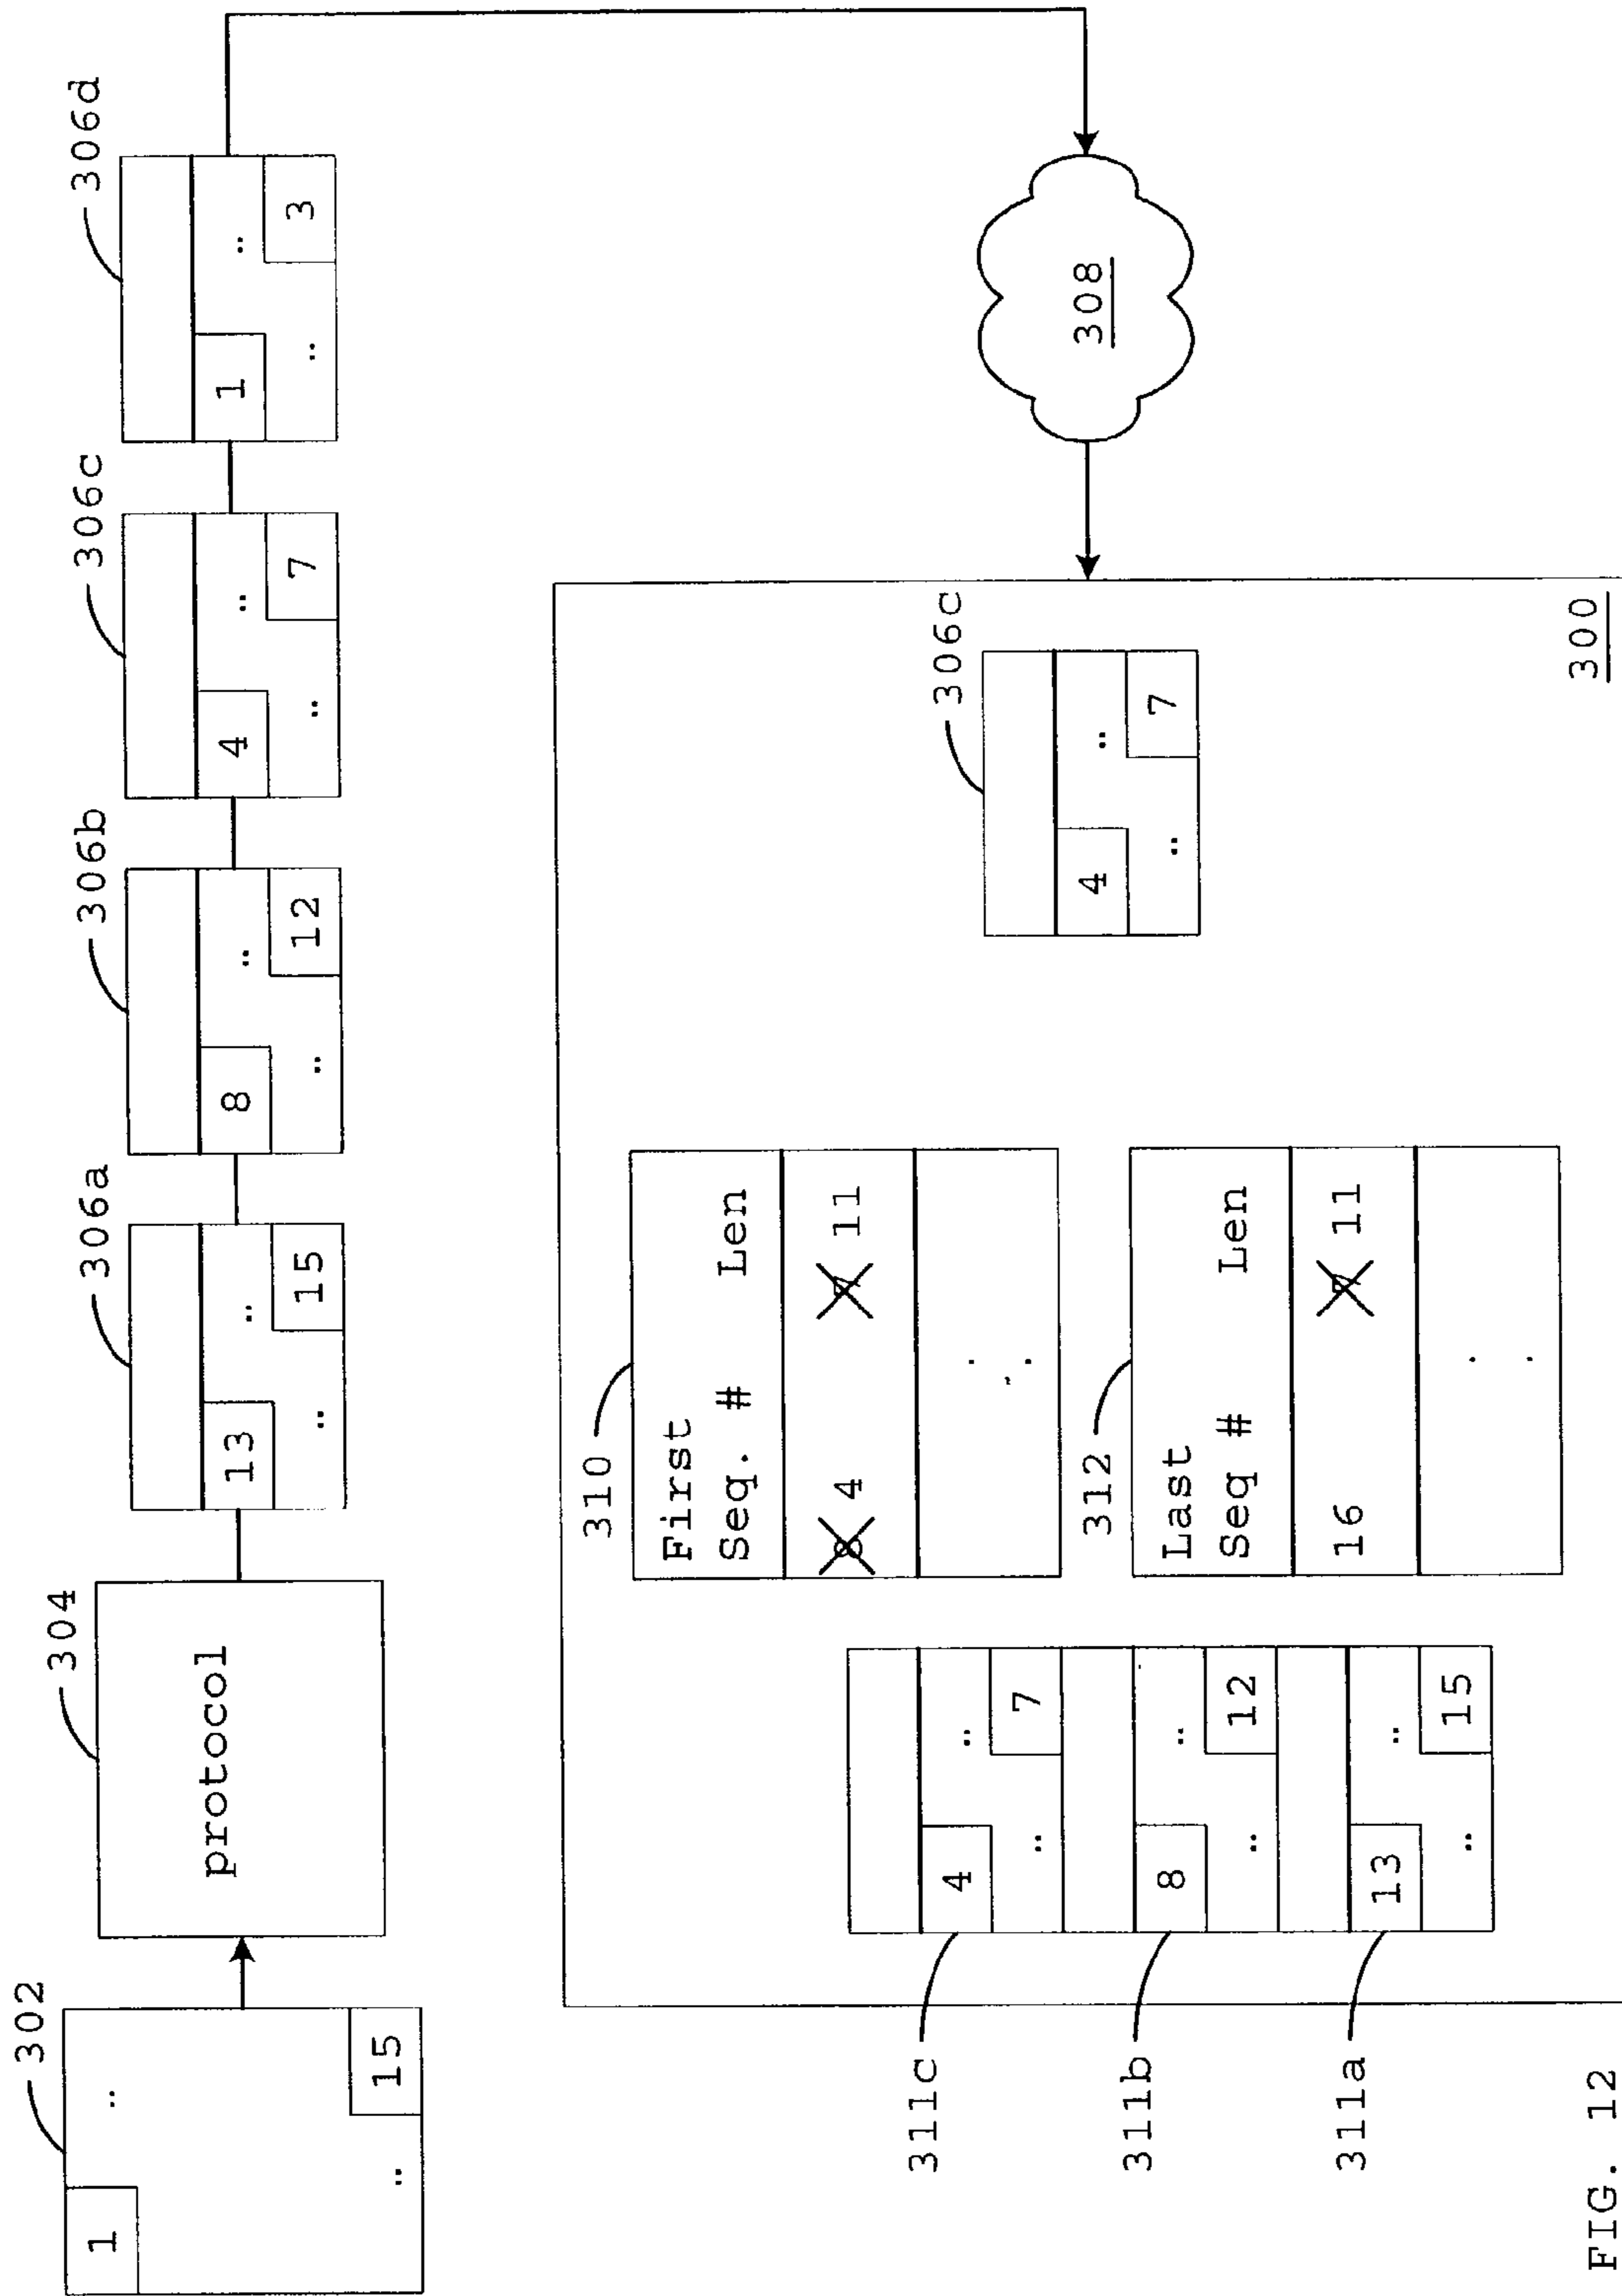 302
1
..
..
15
304
protocol
306a
13
..
..
15
306b
8
..
..
12
306c
4
..
..
7
306d
1
..
..
3
308
300
306c
4
..
..
7
310
First
Seq. # Len
8 4 11
312
Last
Seq # Len
16 11
311c
4
..
..
7
311b
8
..
..
12
311a
13
..
..
15
FIG. 12